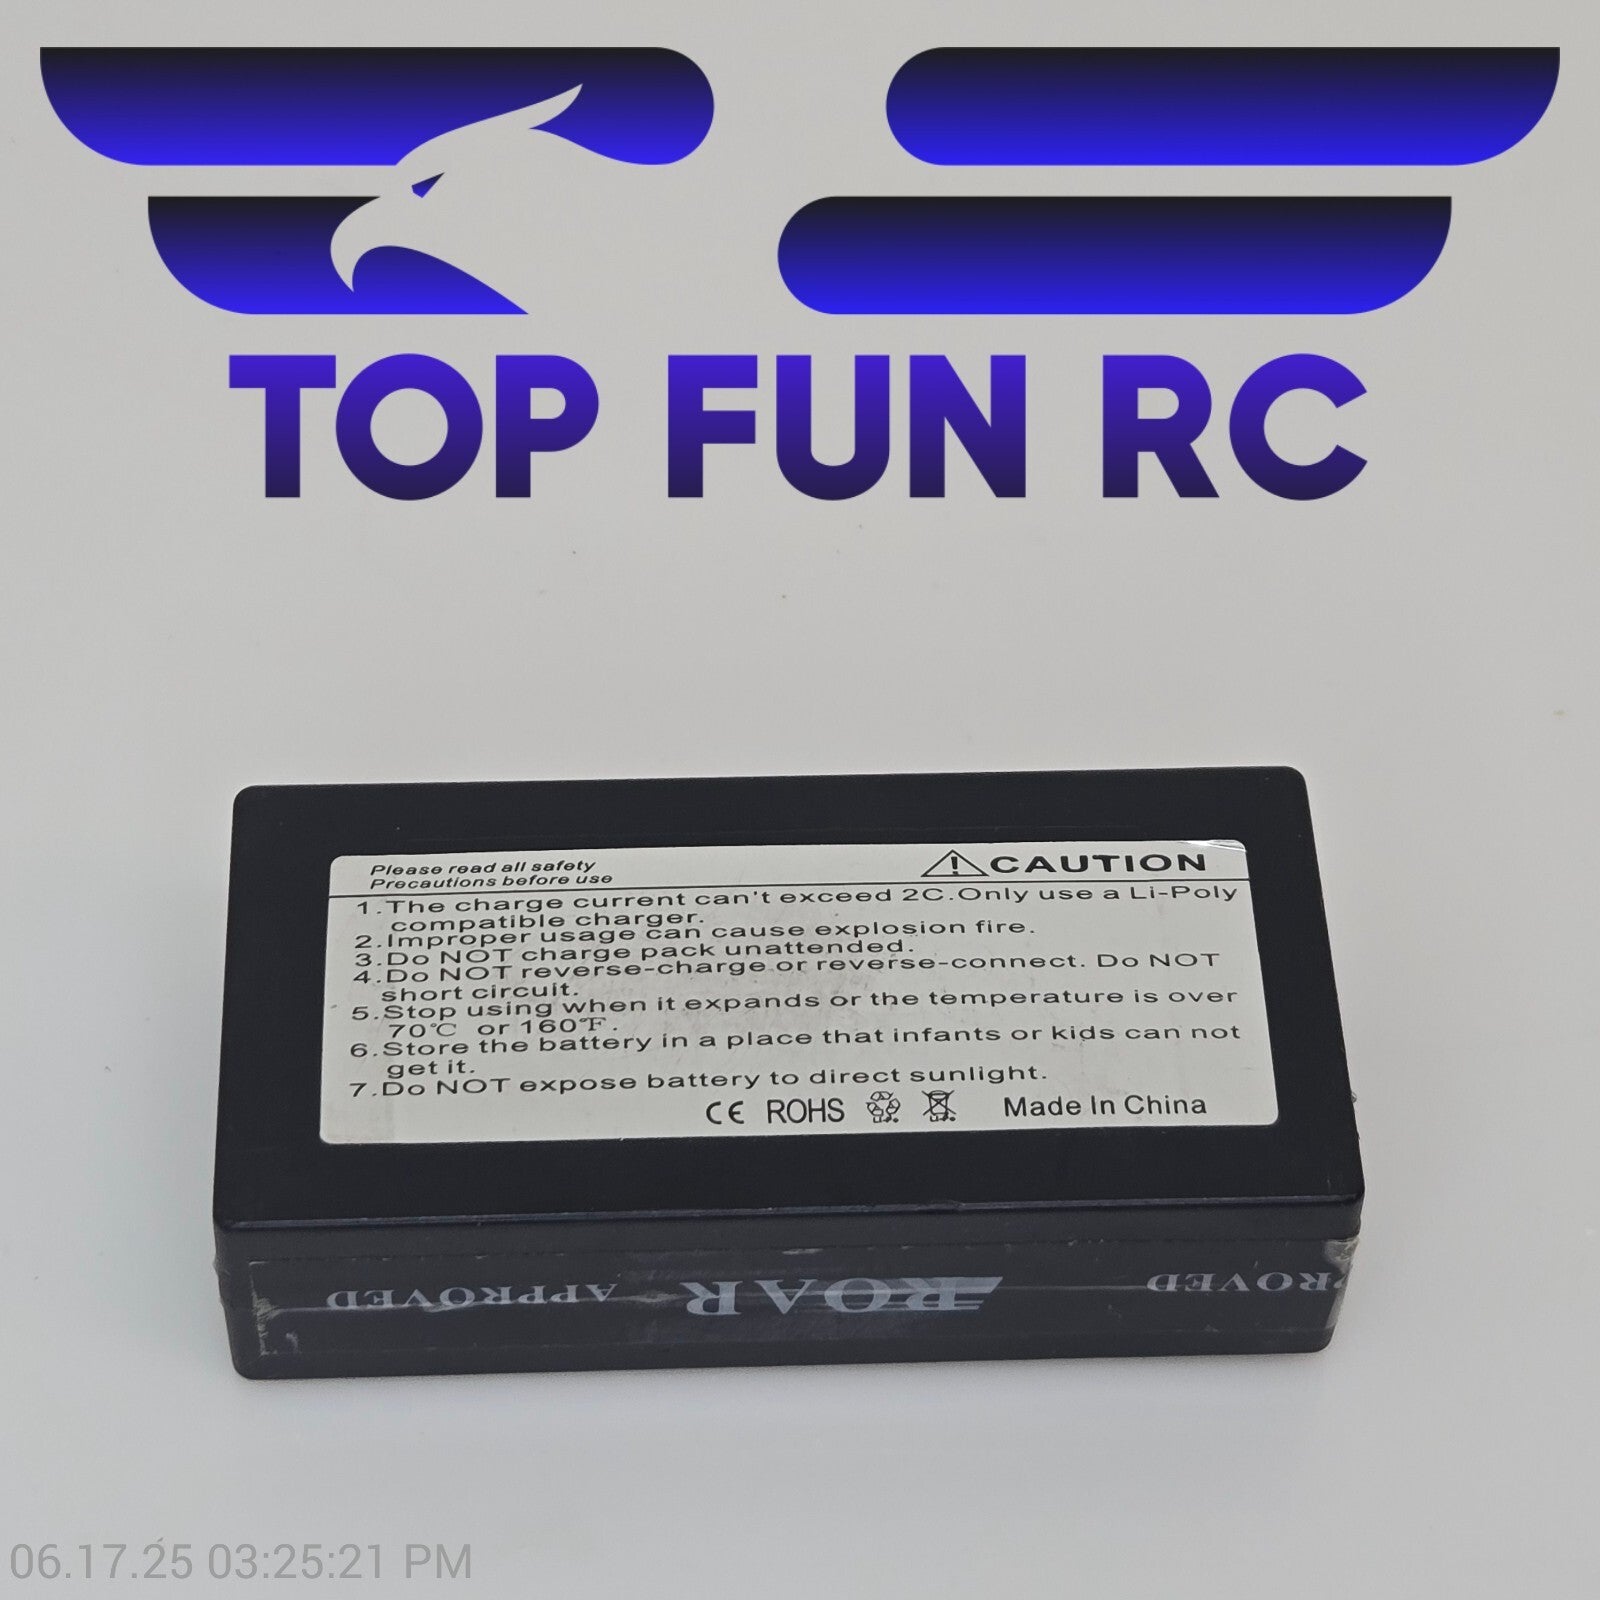 TOP FUN RC
Please read all safety
Precautions before use
CAUTION
1.The charge current can't exceed 2C.Only use a Li-Poly
compatible charger.
2.Improper usage can cause explosion fire.
3.Do NOT charge pack unattended.
4.Do NOT reverse-charge or reverse-connect. Do NOT
short circuit.
5.Stop using when it expands or the temperature is over
70℃ or 160℉.
6.Store the battery in a place that infants or kids can not
get it.
7.Do NOT expose battery to direct sunlight.
CE ROHS Made In China
APPROVED ROAR PROVED
06.17.25 03:25:21 PM